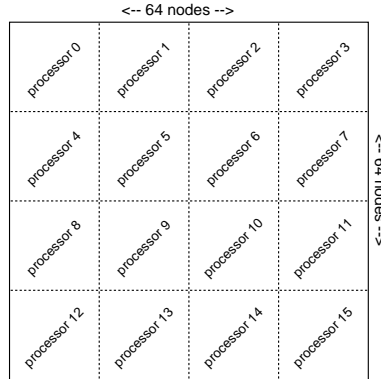 <-- 64 nodes -->
processor 0
processor 1
processor 2
processor 3
processor 4
processor 5
processor 6
processor 7
<-- 64 nodes -->
processor 8
processor 9
processor 10
processor 11
processor 12
processor 13
processor 14
processor 15